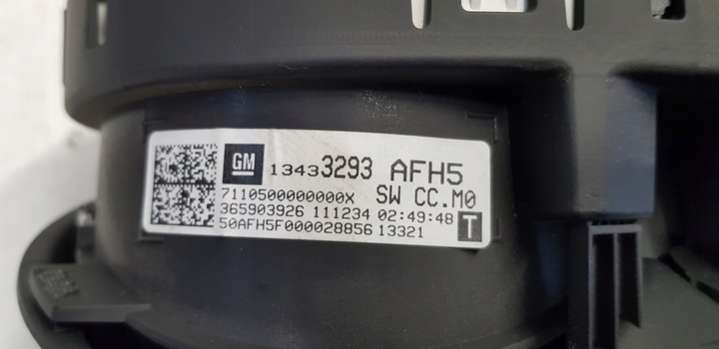 GM 13433293 AFH5
7110500000000X SW CC.M0
365903926 111234 02:49:48 T
50AFH5F000028856 13321